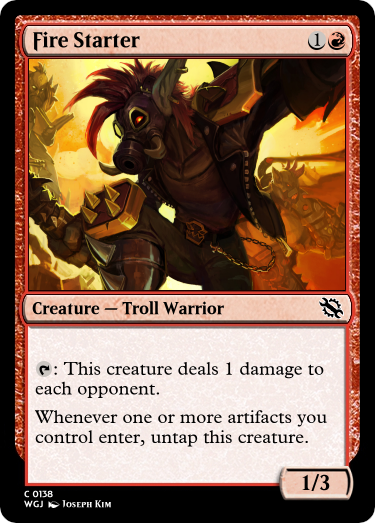 Fire Starter 1
Creature — Troll Warrior
: This creature deals 1 damage to
each opponent.
Whenever one or more artifacts you
control enter, untap this creature.
1/3
C 0138
WGJ Joseph Kim